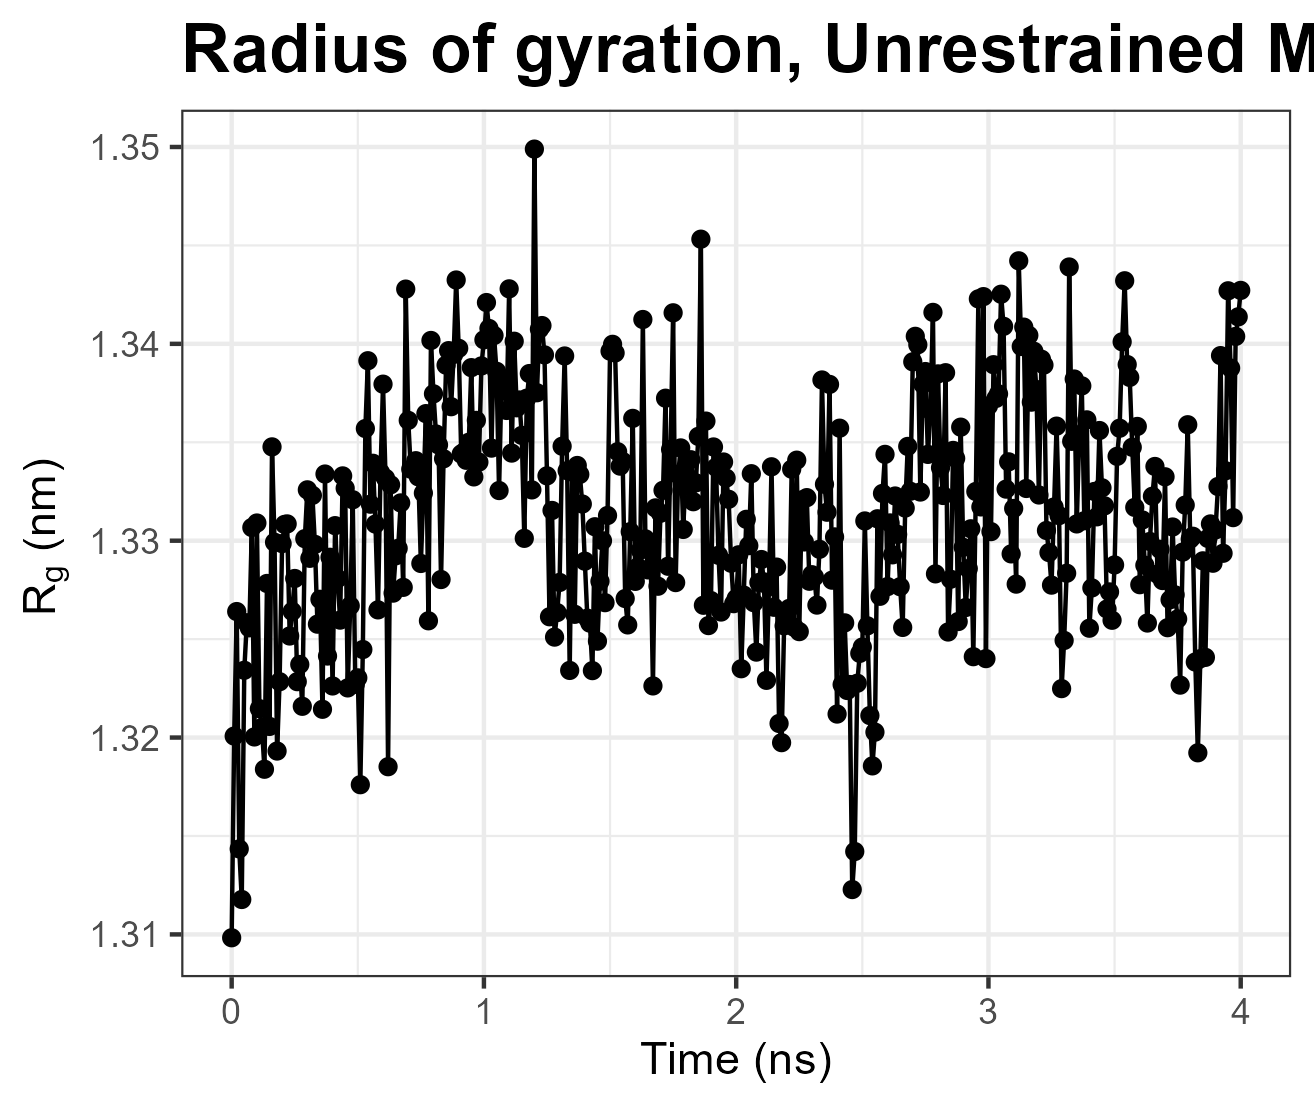 Radius of gyration, Unrestrained M
1.35
1.34
1.33
1.32
1.31
Rg (nm)
0 1 2 3 4
Time (ns)